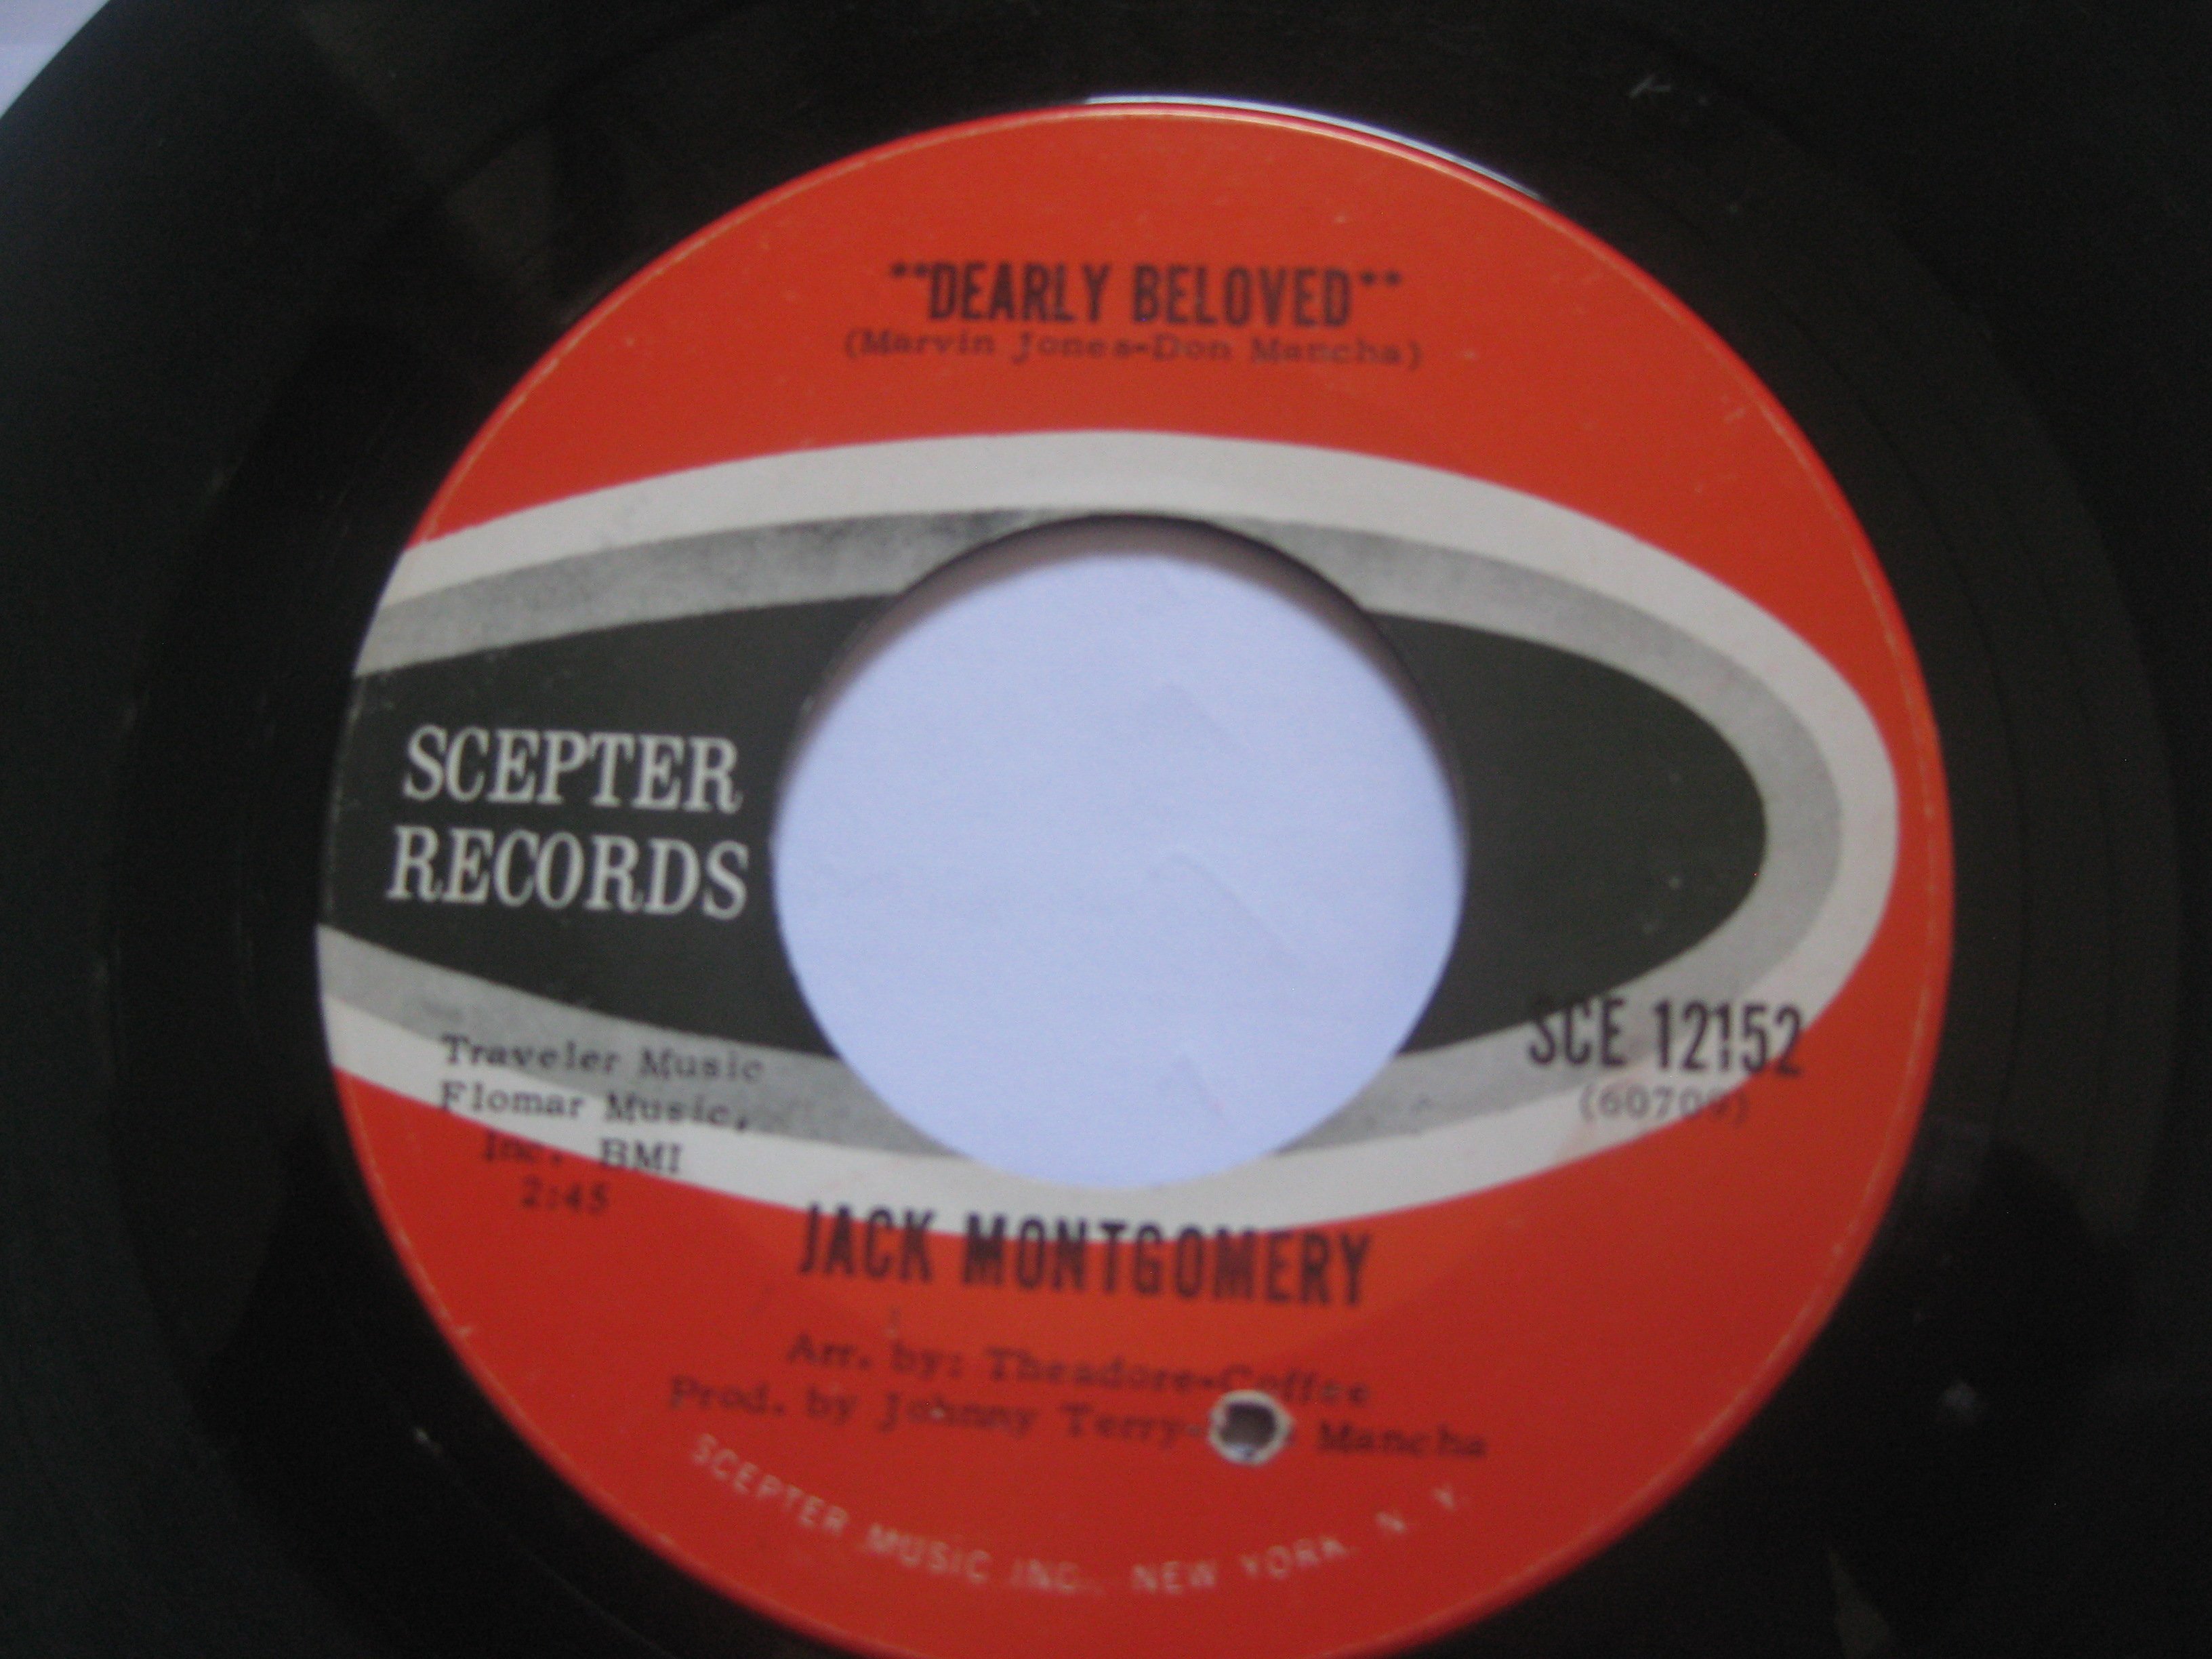 **DEARLY BELOVED**
(Marvin Jones-Don Mancha)
SCEPTER
RECORDS
SCE 12152
Traveler Music
Flomar Music,
Inc. BMI
2:45
JACK MONTGOMERY
Arr. by: Theadore-Coffee
Prod. by Johnny Terry- Mancha
SCEPTER MUSIC INC., NEW YORK, N. Y.